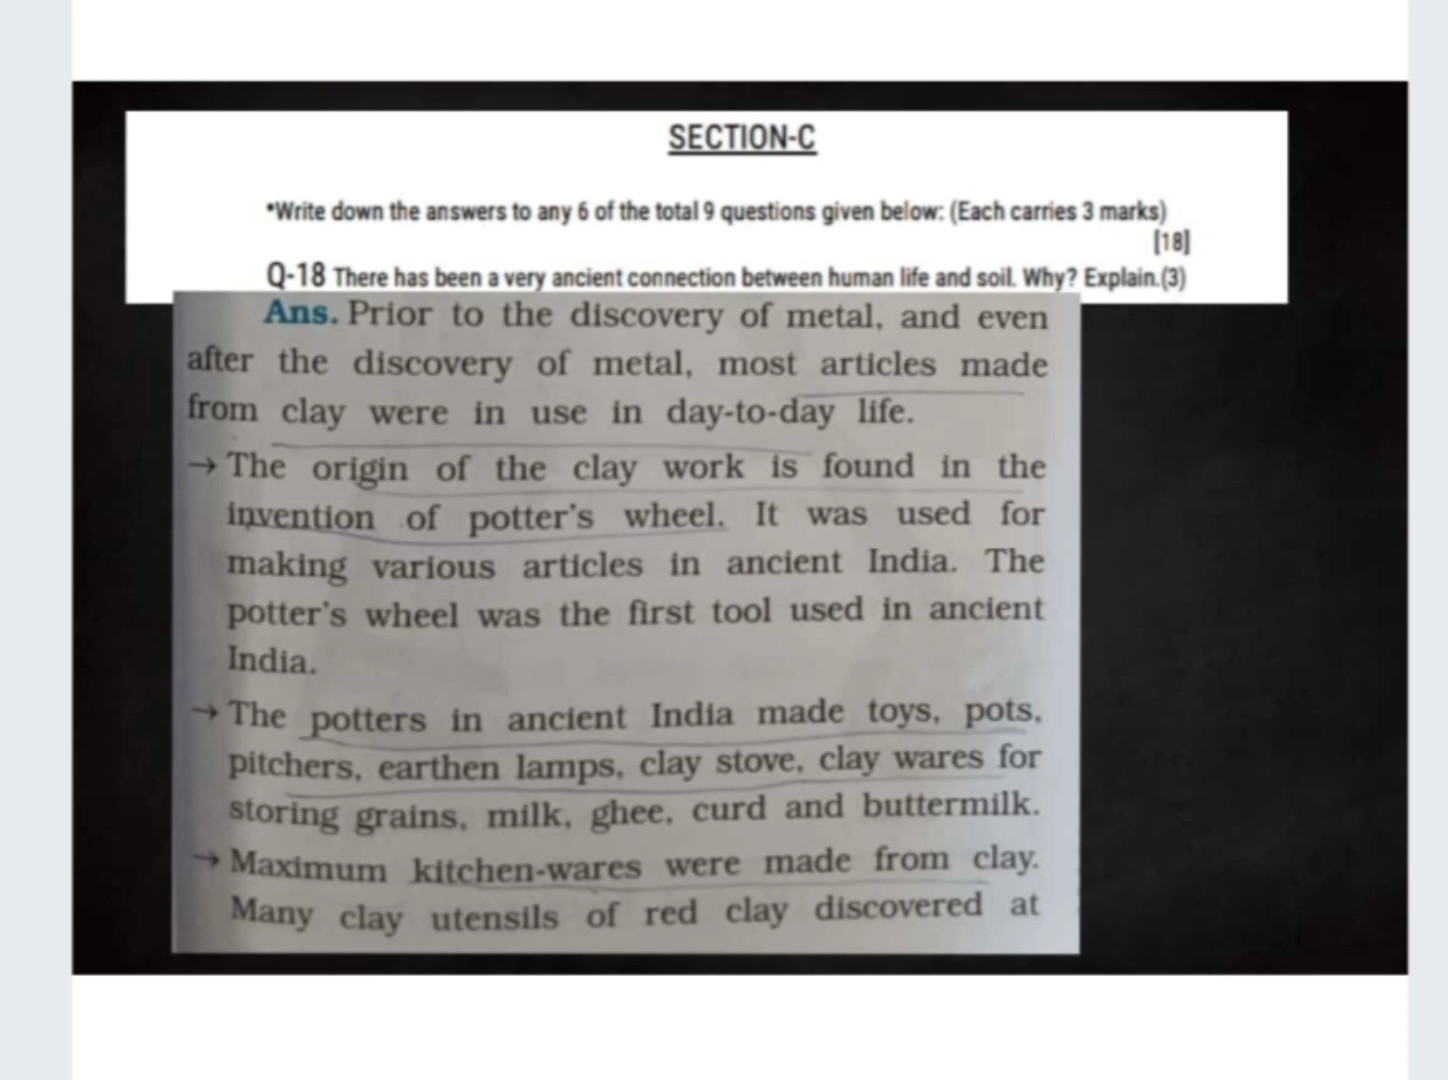 SECTION-C
*Write down the answers to any 6 of the total 9 questions given below: (Each carries 3 marks)
[18]
Q-18 There has been a very ancient connection between human life and soil. Why? Explain.(3)
Ans. Prior to the discovery of metal, and even
after the discovery of metal, most articles made
from clay were in use in day-to-day life.
→ The origin of the clay work is found in the
invention of potter's wheel. It was used for
making various articles in ancient India. The
potter's wheel was the first tool used in ancient
India.
→ The potters in ancient India made toys, pots,
pitchers, earthen lamps, clay stove, clay wares for
storing grains, milk, ghee, curd and buttermilk.
→ Maximum kitchen-wares were made from clay.
Many clay utensils of red clay discovered at